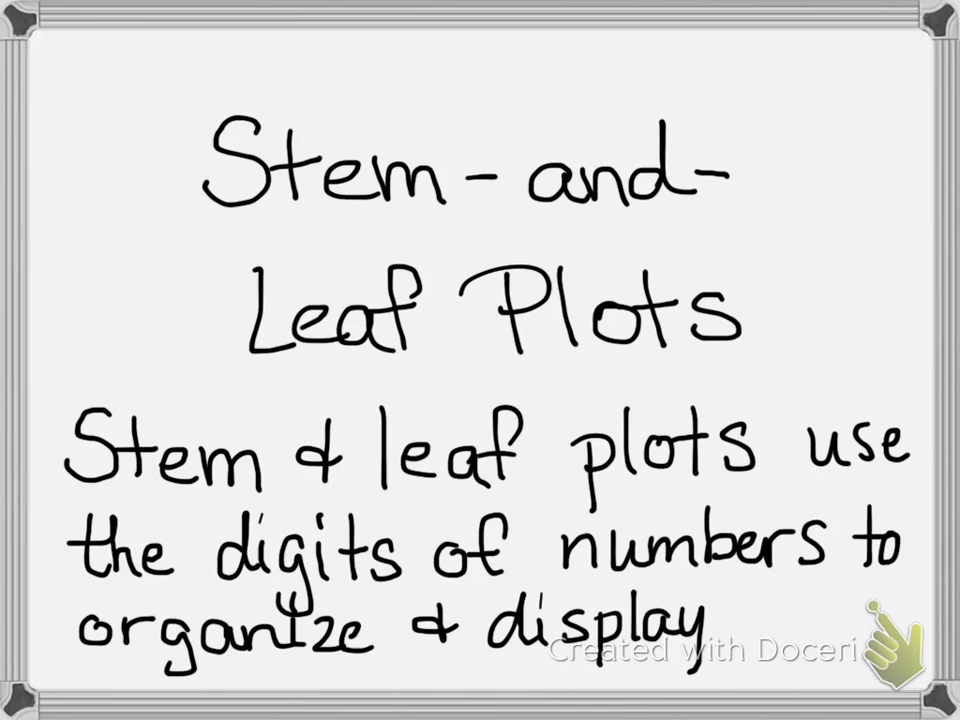 Stem-and-
Leaf Plots
Stem & leaf plots use
the digits of numbers to
organize & display
Created with Doceri